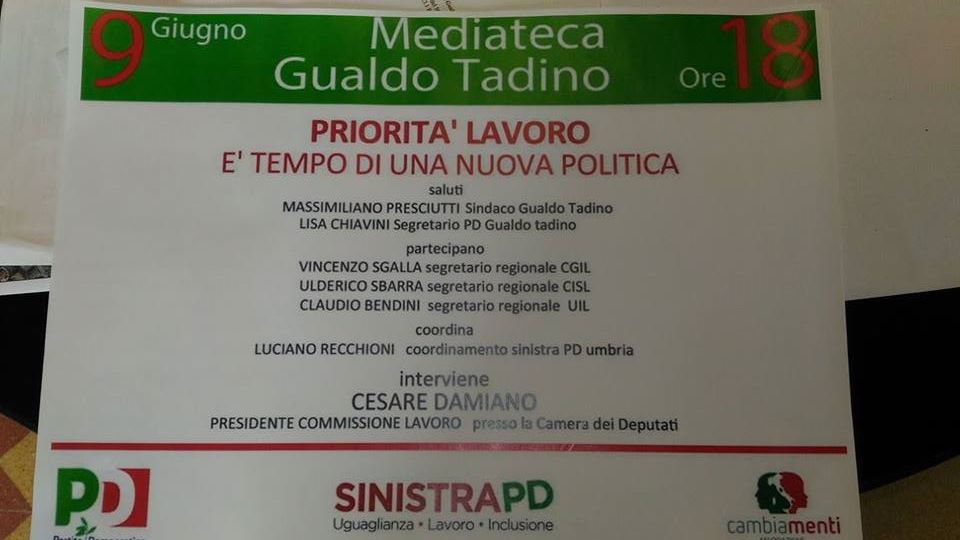 9 Giugno
Mediateca
Gualdo Tadino
Ore 18
PRIORITA' LAVORO
E' TEMPO DI UNA NUOVA POLITICA
saluti
MASSIMILIANO PRESCIUTTI Sindaco Gualdo Tadino
LISA CHIAVINI Segretario PD Gualdo tadino
partecipano
VINCENZO SGALLA segretario regionale CGIL
ULDERICO SBARRA segretario regionale CISL
CLAUDIO BENDINI segretario regionale UIL
coordina
LUCIANO RECCHIONI coordinamento sinistra PD umbria
interviene
CESARE DAMIANO
PRESIDENTE COMMISSIONE LAVORO presso la Camera dei Deputati
PD
SINISTRAPD
Uguaglianza • Lavoro • Inclusione
cambiamenti